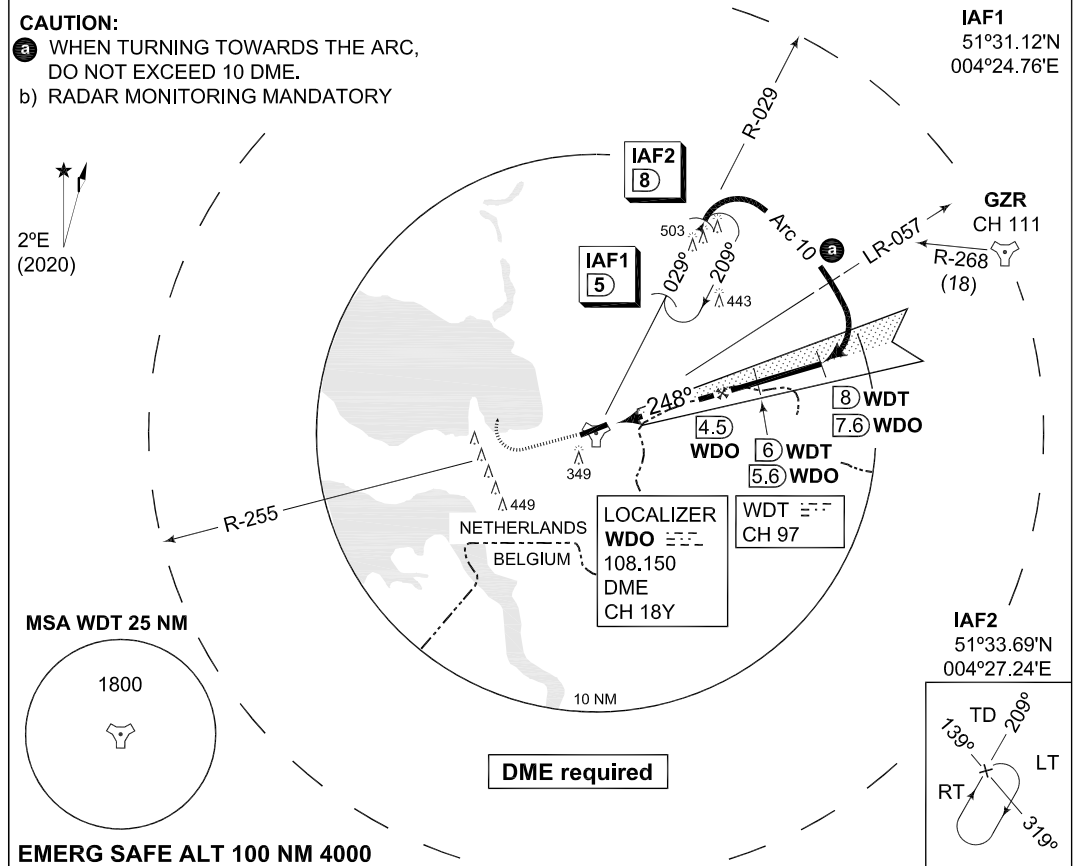 CAUTION:
a WHEN TURNING TOWARDS THE ARC,
DO NOT EXCEED 10 DME.
b) RADAR MONITORING MANDATORY
IAF1
51º31.12'N
004º24.76'E
2ºE
(2020)
R-029
IAF2
8
503
Arc 10
a
LR-057
GZR
CH 111
R-268
(18)
IAF1
5
029º
209º
443
248º
8 WDT
7.6 WDO
4.5
WDO
6 WDT
5.6 WDO
349
449
R-255
NETHERLANDS
BELGIUM
LOCALIZER
WDO
108.150
DME
CH 18Y
WDT
CH 97
MSA WDT 25 NM
1800
10 NM
IAF2
51º33.69'N
004º27.24'E
TD
209º
139º
LT
RT
319º
DME required
EMERG SAFE ALT 100 NM 4000